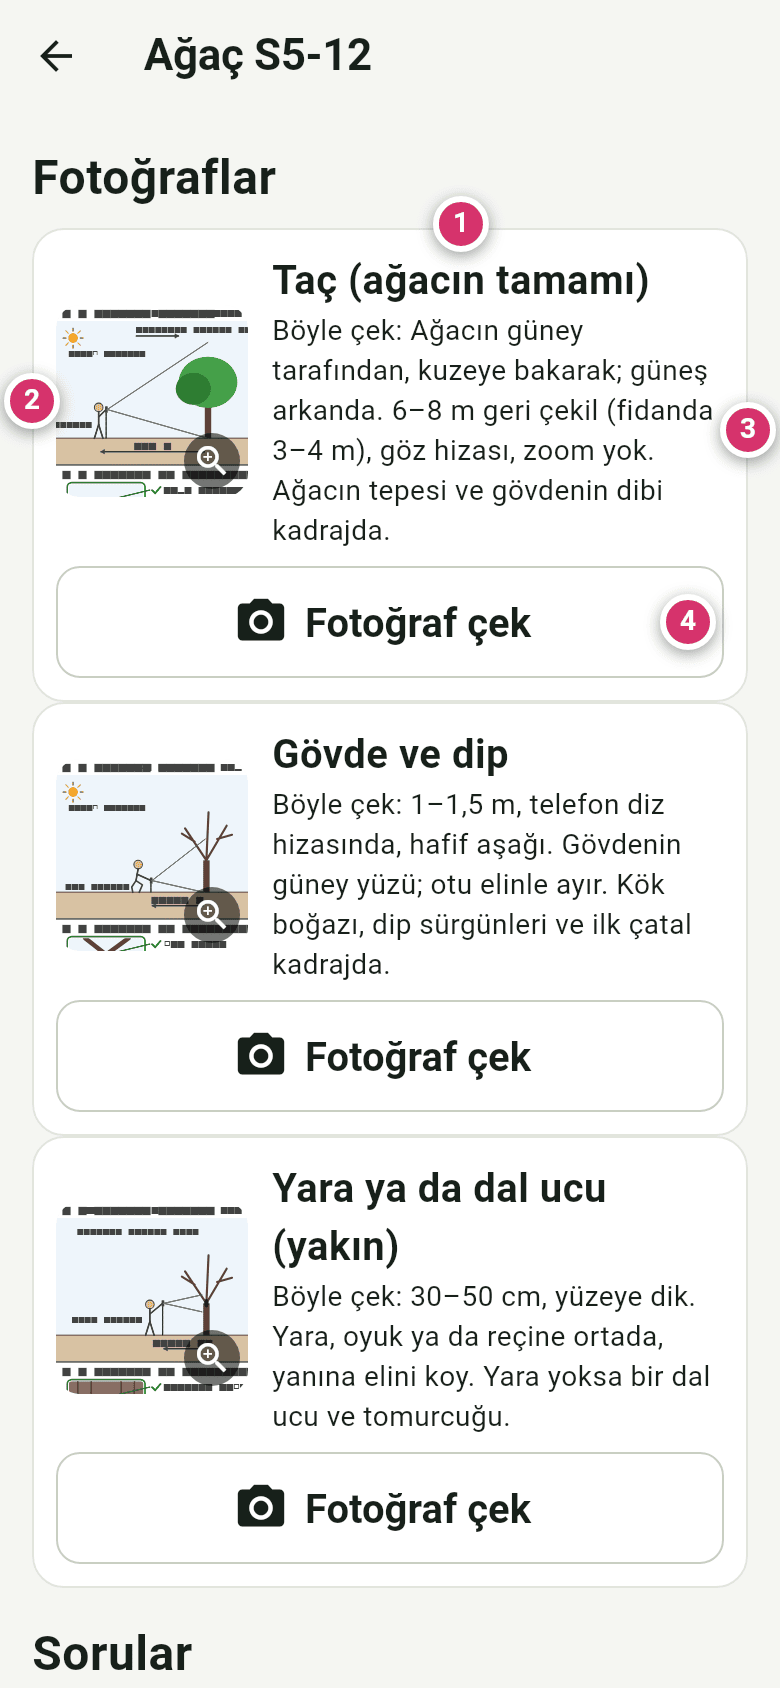 Ağaç S5-12
Fotoğraflar
1
Taç (ağacın tamamı)
Böyle çek: Ağacın güney
tarafından, kuzeye bakarak; güneş
arkanda. 6–8 m geri çekil (fidanda
3–4 m), göz hizası, zoom yok.
Ağacın tepesi ve gövdenin dibi
kadrajda.
2
3
Fotoğraf çek
4
Gövde ve dip
Böyle çek: 1–1,5 m, telefon diz
hizasında, hafif aşağı. Gövdenin
güney yüzü; otu elinle ayır. Kök
boğazı, dip sürgünleri ve ilk çatal
kadrajda.
Fotoğraf çek
Yara ya da dal ucu
(yakın)
Böyle çek: 30–50 cm, yüzeye dik.
Yara, oyuk ya da reçine ortada,
yanına elini koy. Yara yoksa bir dal
ucu ve tomurcuğu.
Fotoğraf çek
Sorular